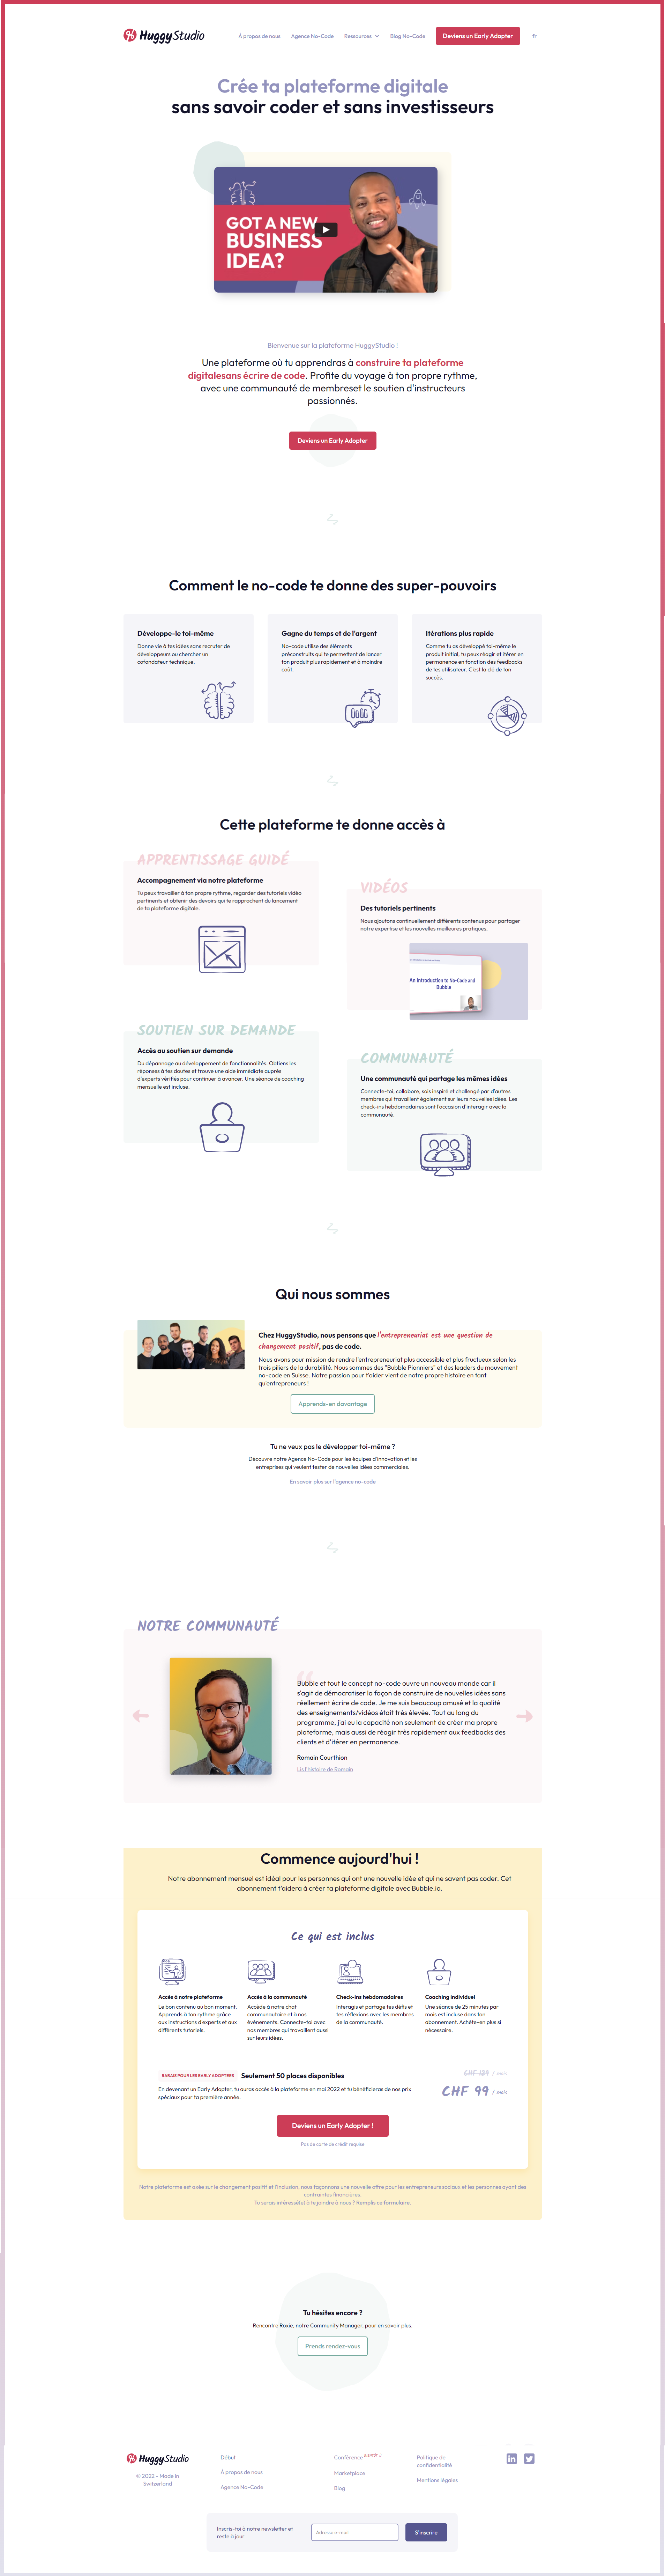 HuggyStudio
À propos de nous
Agence No-Code
Ressources
Blog No-Code
Deviens un Early Adopter
Fr
Crée ta plateforme digitale
sans savoir coder et sans investisseurs
GOT A NEW
BUSINESS
IDEA?
Bienvenue sur la plateforme HuggyStudio !
Une plateforme où tu apprendras à construire ta plateforme
digitalesans écrire de code. Profite du voyage à ton propre rythme,
avec une communauté de membreset le soutien d'instructeurs
passionnés.
Deviens un Early Adopter
Comment le no-code te donne des super-pouvoirs
Développe-le toi-même
Donne vie à tes idées sans recruter de
développeurs ou chercher un
cofondateur technique.
Gagne du temps et de l'argent
No-code utilise des éléments
préconstruits qui te permettent de lancer
ton produit plus rapidement et à moindre
coût.
Itérations plus rapide
Comme tu as développé toi-même le
produit initial, tu peux réagir et itérer en
permanence en fonction des feedbacks
de tes utilisateur. C'est la clé de ton
succès.
Cette plateforme te donne accès à
APPRENTISSAGE GUIDÉ
Accompagnement via notre plateforme
Tu peux travailler à ton propre rythme, regarder des tutoriels vidéo
pertinents et obtenir des devoirs qui te rapprochent du lancement
de ta plateforme digitale.
VIDÉOS
Des tutoriels pertinents
Nous ajoutons continuellement différents contenus pour partager
notre expertise et les nouvelles meilleures pratiques.
An introduction to No-Code and
Bubble
SOUTIEN SUR DEMANDE
Accès au soutien sur demande
Du dépannage au développement de fonctionnalités. Obtiens les
réponses à tes doutes et trouve une aide immédiate auprès
d'experts vérifiés pour continuer à avancer. Une séance de coaching
mensuelle est incluse.
COMMUNAUTÉ
Une communauté qui partage les mêmes idées
Connecte-toi, collabore, sois inspiré et challengé par d'autres
membres qui travaillent également sur leurs nouvelles idées. Les
check-ins hebdomadaires sont l'occasion d'interagir avec la
communauté.
Qui nous sommes
Chez HuggyStudio, nous pensons que l'entrepreneuriat est une question de
changement positif, pas de code.
Nous avons pour mission de rendre l'entrepreneuriat plus accessible et plus fructueux selon les
trois piliers de la durabilité. Nous sommes des "Bubble Pionniers" et des leaders du mouvement
no-code en Suisse. Notre passion pour t'aider vient de notre propre histoire en tant
qu'entrepreneurs !
Apprends-en davantage
Tu ne veux pas le développer toi-même ?
Découvre notre Agence No-Code pour les équipes d'innovation et les
entreprises qui veulent tester de nouvelles idées commerciales.
En savoir plus sur l'agence no-code
NOTRE COMMUNAUTÉ
Bubble et tout le concept no-code ouvre un nouveau monde car il
s'agit de démocratiser la façon de construire de nouvelles idées sans
réellement écrire de code. Je me suis beaucoup amusé et la qualité
des enseignements/vidéos était très élevée. Tout au long du
programme, j'ai eu la capacité non seulement de créer ma propre
plateforme, mais aussi de réagir très rapidement aux feedbacks des
clients et d'itérer en permanence.
Romain Courthion
Lis l'histoire de Romain
Commence aujourd'hui !
Notre abonnement mensuel est idéal pour les personnes qui ont une nouvelle idée et qui ne savent pas coder. Cet
abonnement t'aidera à créer ta plateforme digitale avec Bubble.io.
Ce qui est inclus
Accès à notre plateforme
Le bon contenu au bon moment.
Apprends à ton rythme grâce
aux instructions d'experts et aux
différents tutoriels.
Accès à la communauté
Accède à notre chat
communautaire et à nos
événements. Connecte-toi avec
nos membres qui travaillent aussi
sur leurs idées.
Check-ins hebdomadaires
Interagis et partage tes défis et
tes réflexions avec les membres
de la communauté.
Coaching individuel
Une séance de 25 minutes par
mois est incluse dans ton
abonnement. Achète-en plus si
nécessaire.
RABAIS POUR LES EARLY ADOPTERS
Seulement 50 places disponibles
En devenant un Early Adopter, tu auras accès à la plateforme en mai 2022 et tu bénéficieras de nos prix
spéciaux pour ta première année.
CHF 129 / mois
CHF 99 / mois
Deviens un Early Adopter !
Pas de carte de crédit requise
Notre plateforme est axée sur le changement positif et l'inclusion, nous façonnons une nouvelle offre pour les entrepreneurs sociaux et les personnes ayant des
contraintes financières.
Tu serais intéressé(e) à te joindre à nous ? Remplis ce formulaire.
Tu hésites encore ?
Rencontre Roxie, notre Community Manager, pour en savoir plus.
Prends rendez-vous
HuggyStudio
© 2022 - Made in
Switzerland
Début
À propos de nous
Agence No-Code
Conférence
Marketplace
Blog
Politique de
confidentialité
Mentions légales
Inscris-toi à notre newsletter et
reste à jour
Adresse e-mail
S'inscrire